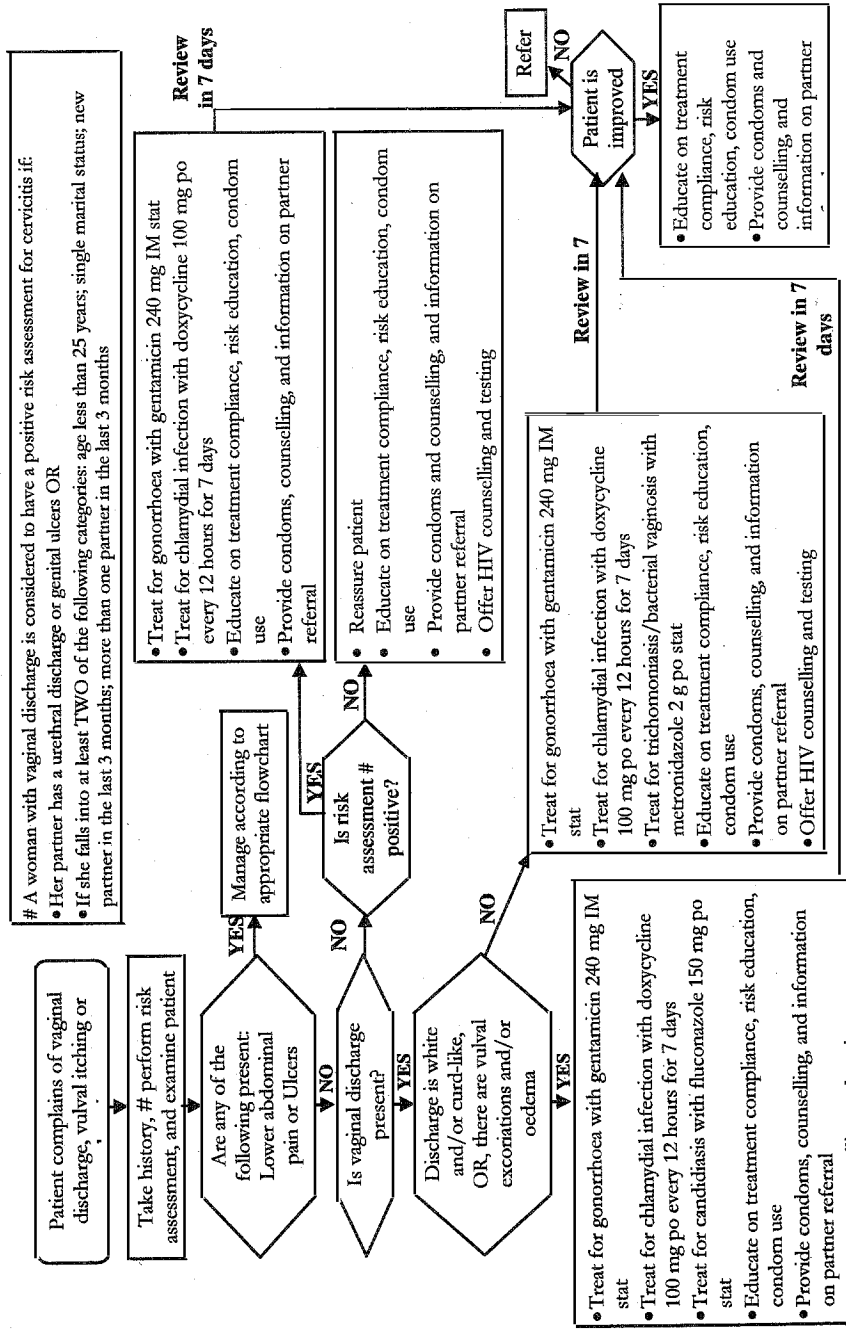 # A woman with vaginal discharge is considered to have a positive risk assessment for cervicitis if:
• Her partner has a urethral discharge or genital ulcers OR
• If she falls into at least TWO of the following categories: age less than 25 years; single marital status; new
partner in the last 3 months; more than one partner in the last 3 months
Patient complains of vaginal
discharge, vulval itching or
Take history, # perform risk
assessment, and examine patient
Are any of the
following present:
Lower abdominal
pain or Ulcers
YES
Manage according to
appropriate flowchart
NO
Is vaginal discharge
present?
NO
Is risk
assessment #
positive?
YES
• Treat for gonorrhoea with gentamicin 240 mg IM stat
• Treat for chlamydial infection with doxycycline 100 mg po
every 12 hours for 7 days
• Educate on treatment compliance, risk education, condom
use
• Provide condoms, counselling, and information on partner
referral
Review
in 7 days
NO
• Reassure patient
• Educate on treatment compliance, risk education, condom
use
• Provide condoms and counselling, and information on
partner referral
• Offer HIV counselling and testing
YES
Discharge is white
and/or curd-like,
OR, there are vulval
excoriations and/or
oedema
NO
• Treat for gonorrhoea with gentamicin 240 mg IM
stat
• Treat for chlamydial infection with doxycycline
100 mg po every 12 hours for 7 days
• Treat for trichomoniasis/bacterial vaginosis with
metronidazole 2 g po stat
• Educate on treatment compliance, risk education,
condom use
• Provide condoms, counselling, and information
on partner referral
• Offer HIV counselling and testing
Review in 7
YES
• Treat for gonorrhoea with gentamicin 240 mg IM
stat
• Treat for chlamydial infection with doxycycline
100 mg po every 12 hours for 7 days
• Treat for candidiasis with fluconazole 150 mg po
stat
• Educate on treatment compliance, risk education,
condom use
• Provide condoms, counselling, and information
on partner referral
Review in 7
days
Patient is
improved
NO
Refer
YES
• Educate on treatment
compliance, risk
education, condom use
• Provide condoms and
counselling, and
information on partner